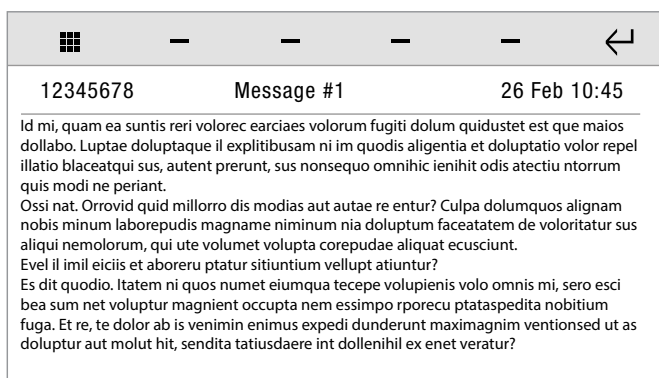 12345678 Message #1 26 Feb 10:45
Id mi, quam ea suntis reri volorec earciaes volorum fugiti dolum quidustet est que maios
dollabo. Luptae doluptaque il explitibusam ni im quodis aligentia et doluptatio volor repel
illatio blaceatqui sus, autent prerunt, sus nonsequo omnihic ienihit odis atectiu ntorrum
quis modi ne periant.
Ossi nat. Orrovid quid millorro dis modias aut autae re entur? Culpa dolumquos alignam
nobis minum laborepudis magname niminum nia doluptum faceatatem de voloritatur sus
aliqui nemolorum, qui ute volumet volupta corepudae aliquat ecusciunt.
Evel il imil eiciis et aboreru ptatur sitiuntium vellupt atiuntur?
Es dit quodio. Itatem ni quos numet eiumqua tecepe volupienis volo omnis mi, sero esci
bea sum net voluptur magnient occupta nem essimpo rporecu ptataspedita nobitium
fuga. Et re, te dolor ab is venimin enimus expedi dunderunt maximagnim ventionsed ut as
doluptur aut molut hit, sendita tatiusdaere int dollenihil ex enet veratur?